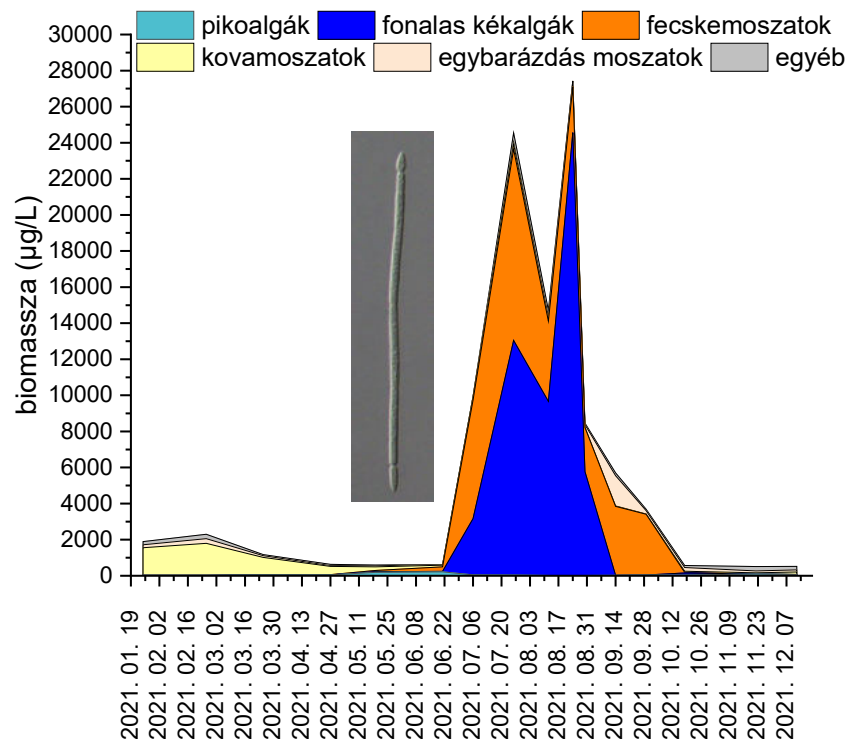 pikoalgák fonalas kékalgák fecskemoszatok
kovamoszatok egybarázdás moszatok egyéb
biomassza (µg/L)
30000
28000
26000
24000
22000
20000
18000
16000
14000
12000
10000
8000
6000
4000
2000
0
2021. 01. 19
2021. 02. 02
2021. 02. 16
2021. 03. 02
2021. 03. 16
2021. 03. 30
2021. 04. 13
2021. 04. 27
2021. 05. 11
2021. 05. 25
2021. 06. 08
2021. 06. 22
2021. 07. 06
2021. 07. 20
2021. 08. 03
2021. 08. 17
2021. 08. 31
2021. 09. 14
2021. 09. 28
2021. 10. 12
2021. 10. 26
2021. 11. 09
2021. 11. 23
2021. 12. 07